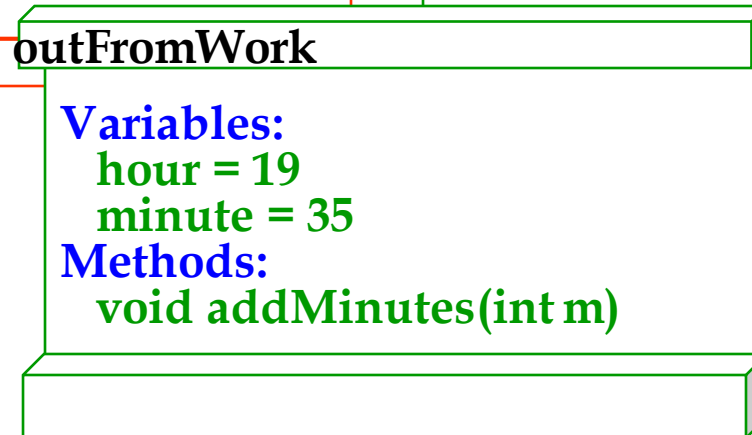 outFromWork
Variables:
hour = 19
minute = 35
Methods:
void addMinutes(int m)